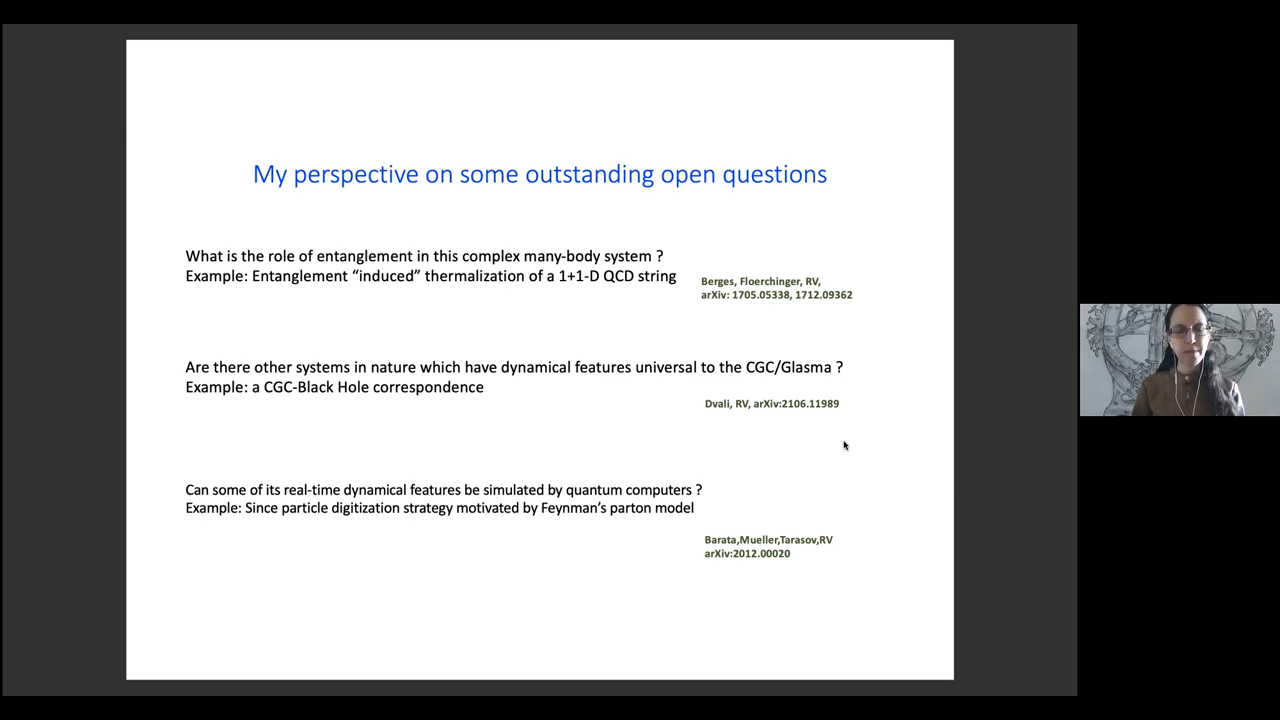 My perspective on some outstanding open questions
What is the role of entanglement in this complex many-body system ?
Example: Entanglement “induced” thermalization of a 1+1-D QCD string
Berges, Floerchinger, RV,
arXiv: 1705.05338, 1712.09362
Are there other systems in nature which have dynamical features universal to the CGC/Glasma ?
Example: a CGC-Black Hole correspondence
Dvali, RV, arXiv:2106.11989
Can some of its real-time dynamical features be simulated by quantum computers ?
Example: Since particle digitization strategy motivated by Feynman’s parton model
Barata,Mueller,Tarasov,RV
arXiv:2012.00020